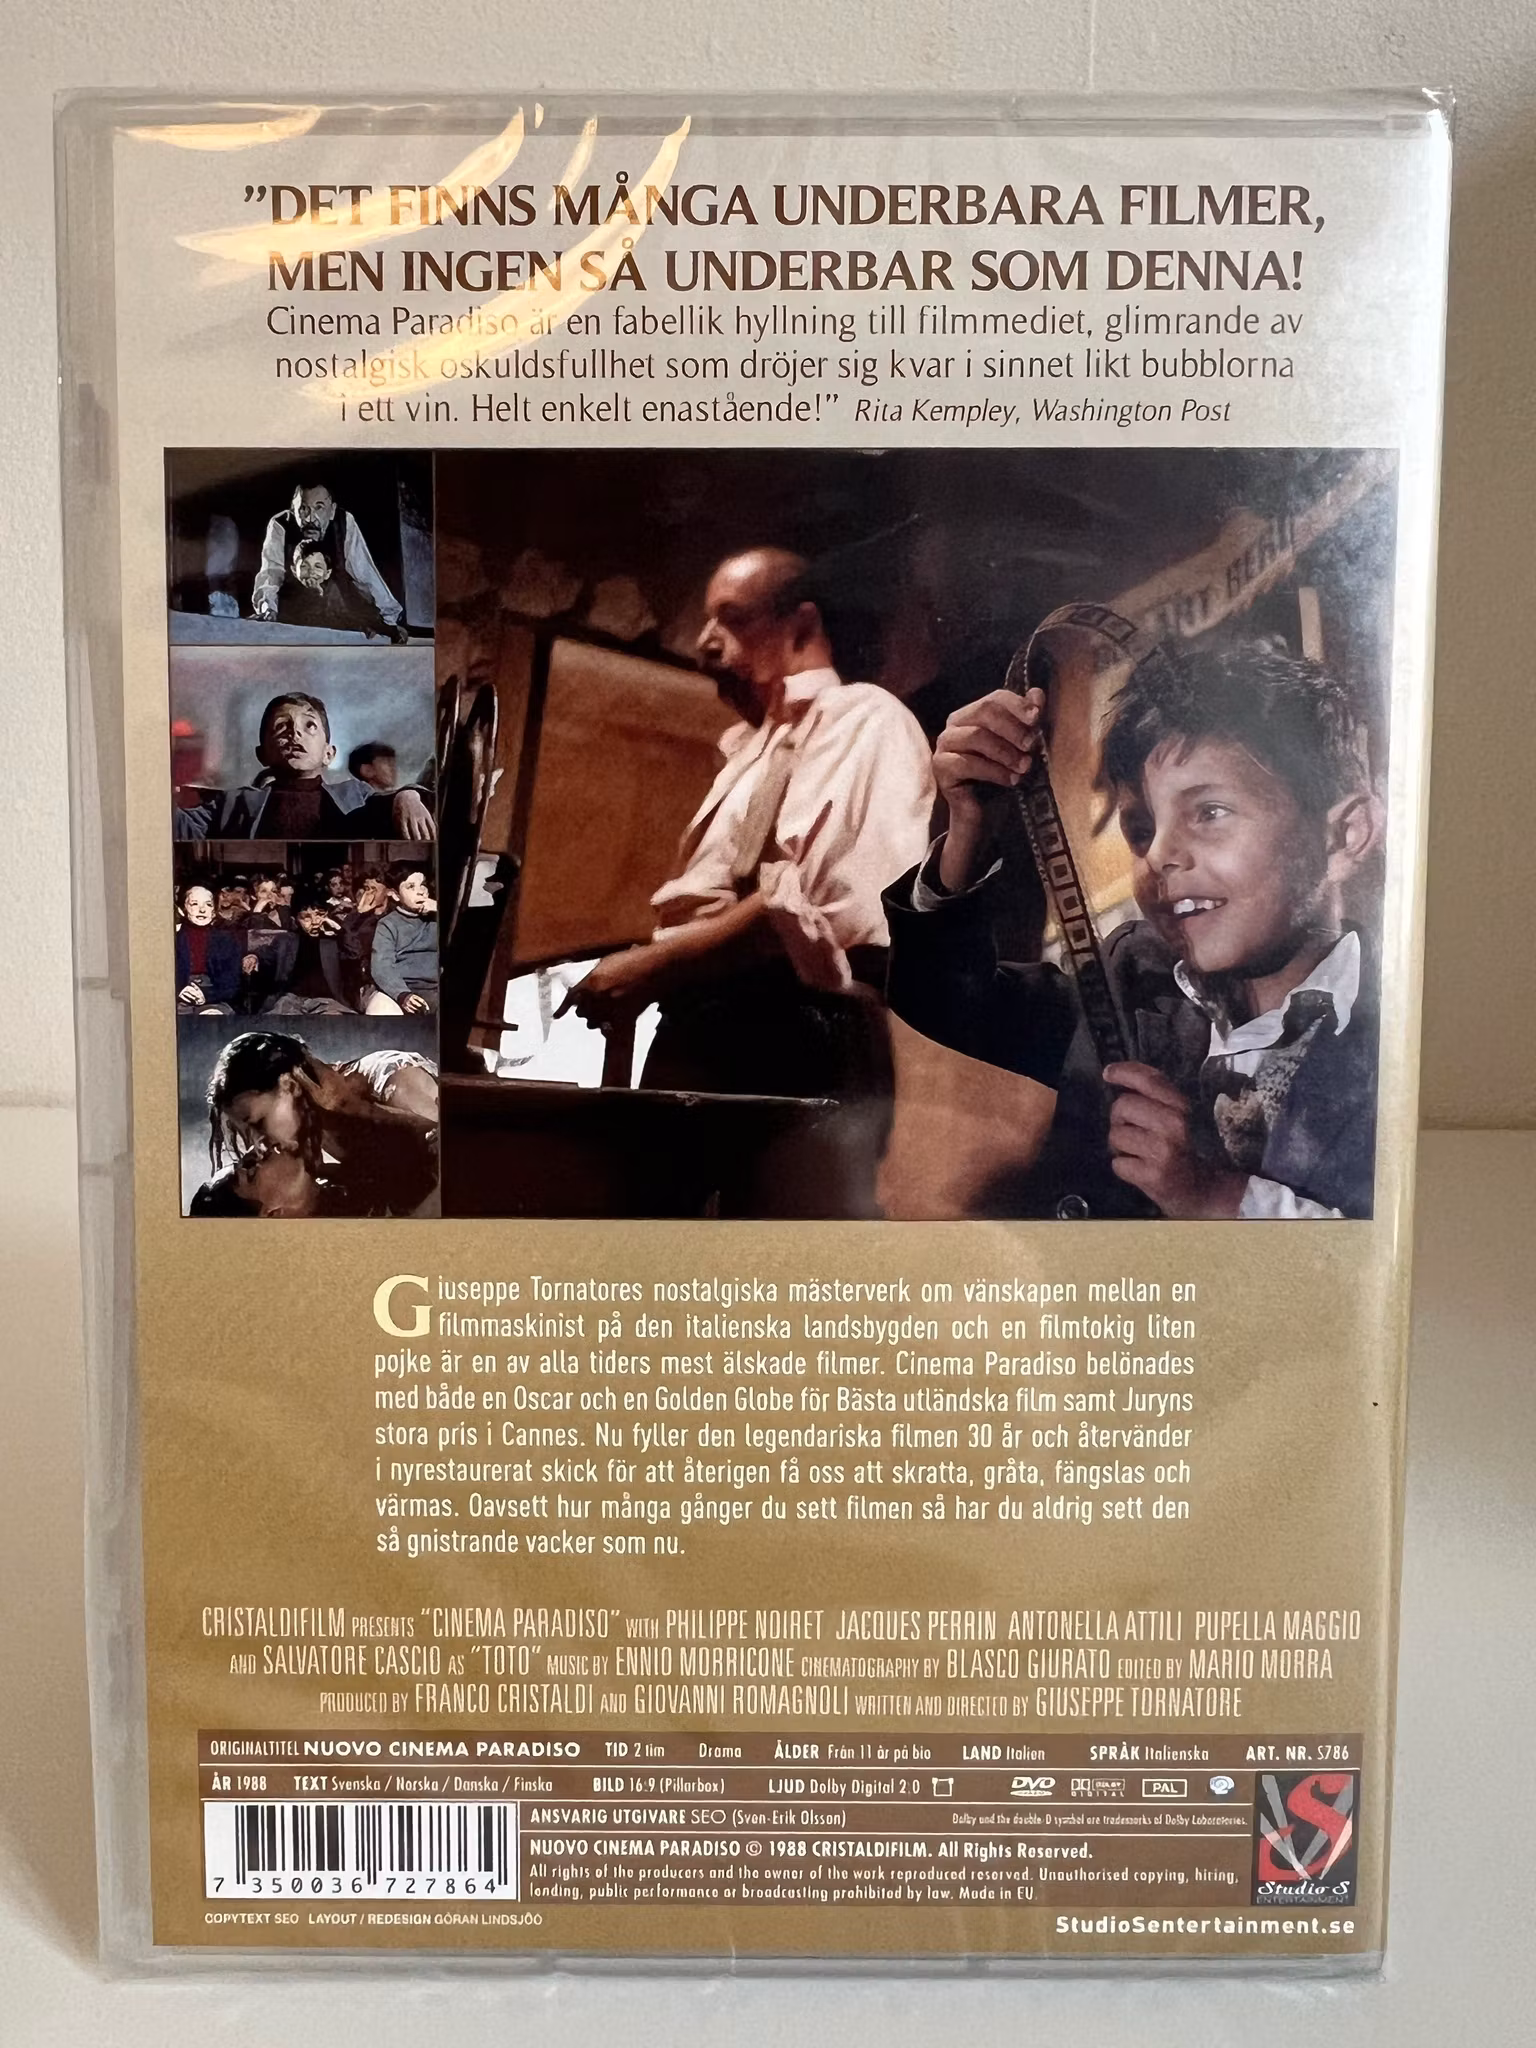 ”DET FINNS MÅNGA UNDERBARA FILMER,
MEN INGEN SÅ UNDERBAR SOM DENNA!
Cinema Paradiso är en fabellik hyllning till filmmediet, glimrande av
nostalgisk oskuldsfullhet som dröjer sig kvar i sinnet likt bubblorna
i ett vin. Helt enkelt enastående!” Rita Kempley, Washington Post
Giuseppe Tornatores nostalgiska mästerverk om vänskapen mellan en
filmmaskinist på den italienska landsbygden och en filmtokig liten
pojke är en av alla tiders mest älskade filmer. Cinema Paradiso belönades
med både en Oscar och en Golden Globe för Bästa utländska film samt Juryns
stora pris i Cannes. Nu fyller den legendariska filmen 30 år och återvänder
i nyrestaurerat skick för att återigen få oss att skratta, gråta, fängslas och
värmas. Oavsett hur många gånger du sett filmen så har du aldrig sett den
så gnistrande vacker som nu.
CRISTALDIFILM PRESENTS “CINEMA PARADISO” WITH PHILIPPE NOIRET JACQUES PERRIN ANTONELLA ATTILI PUPELLA MAGGIO
AND SALVATORE CASCIO AS “TOTO” MUSIC BY ENNIO MORRICONE CINEMATOGRAPHY BY BLASCO GIURATO EDITED BY MARIO MORRA
PRODUCED BY FRANCO CRISTALDI AND GIOVANNI ROMAGNOLI WRITTEN AND DIRECTED BY GIUSEPPE TORNATORE
ORIGINALTITEL NUOVO CINEMA PARADISO TID 2 tim Drama ÅLDER Från 11 år på bio LAND Italien SPRÅK Italienska ART. NR. S786
ÅR 1988 TEXT Svenska / Norska / Danska / Finska BILD 16:9 (Pillarbox) LJUD Dolby Digital 2.0 DVD DOLBY DIGITAL PAL
ANSVARIG UTGIVARE SEO (Sven-Erik Olsson) Dolby and the double-D symbol are trademarks of Dolby Laboratories.
NUOVO CINEMA PARADISO © 1988 CRISTALDIFILM. All Rights Reserved.
All rights of the producers and the owner of the work reproduced reserved. Unauthorised copying, hiring,
lending, public performance or broadcasting prohibited by law. Made in EU.
7 350036 727864
Studio S
ENTERTAINMENT
COPYTEXT SEO LAYOUT / REDESIGN GÖRAN LINDSJÖÖ
StudioSentertainment.se